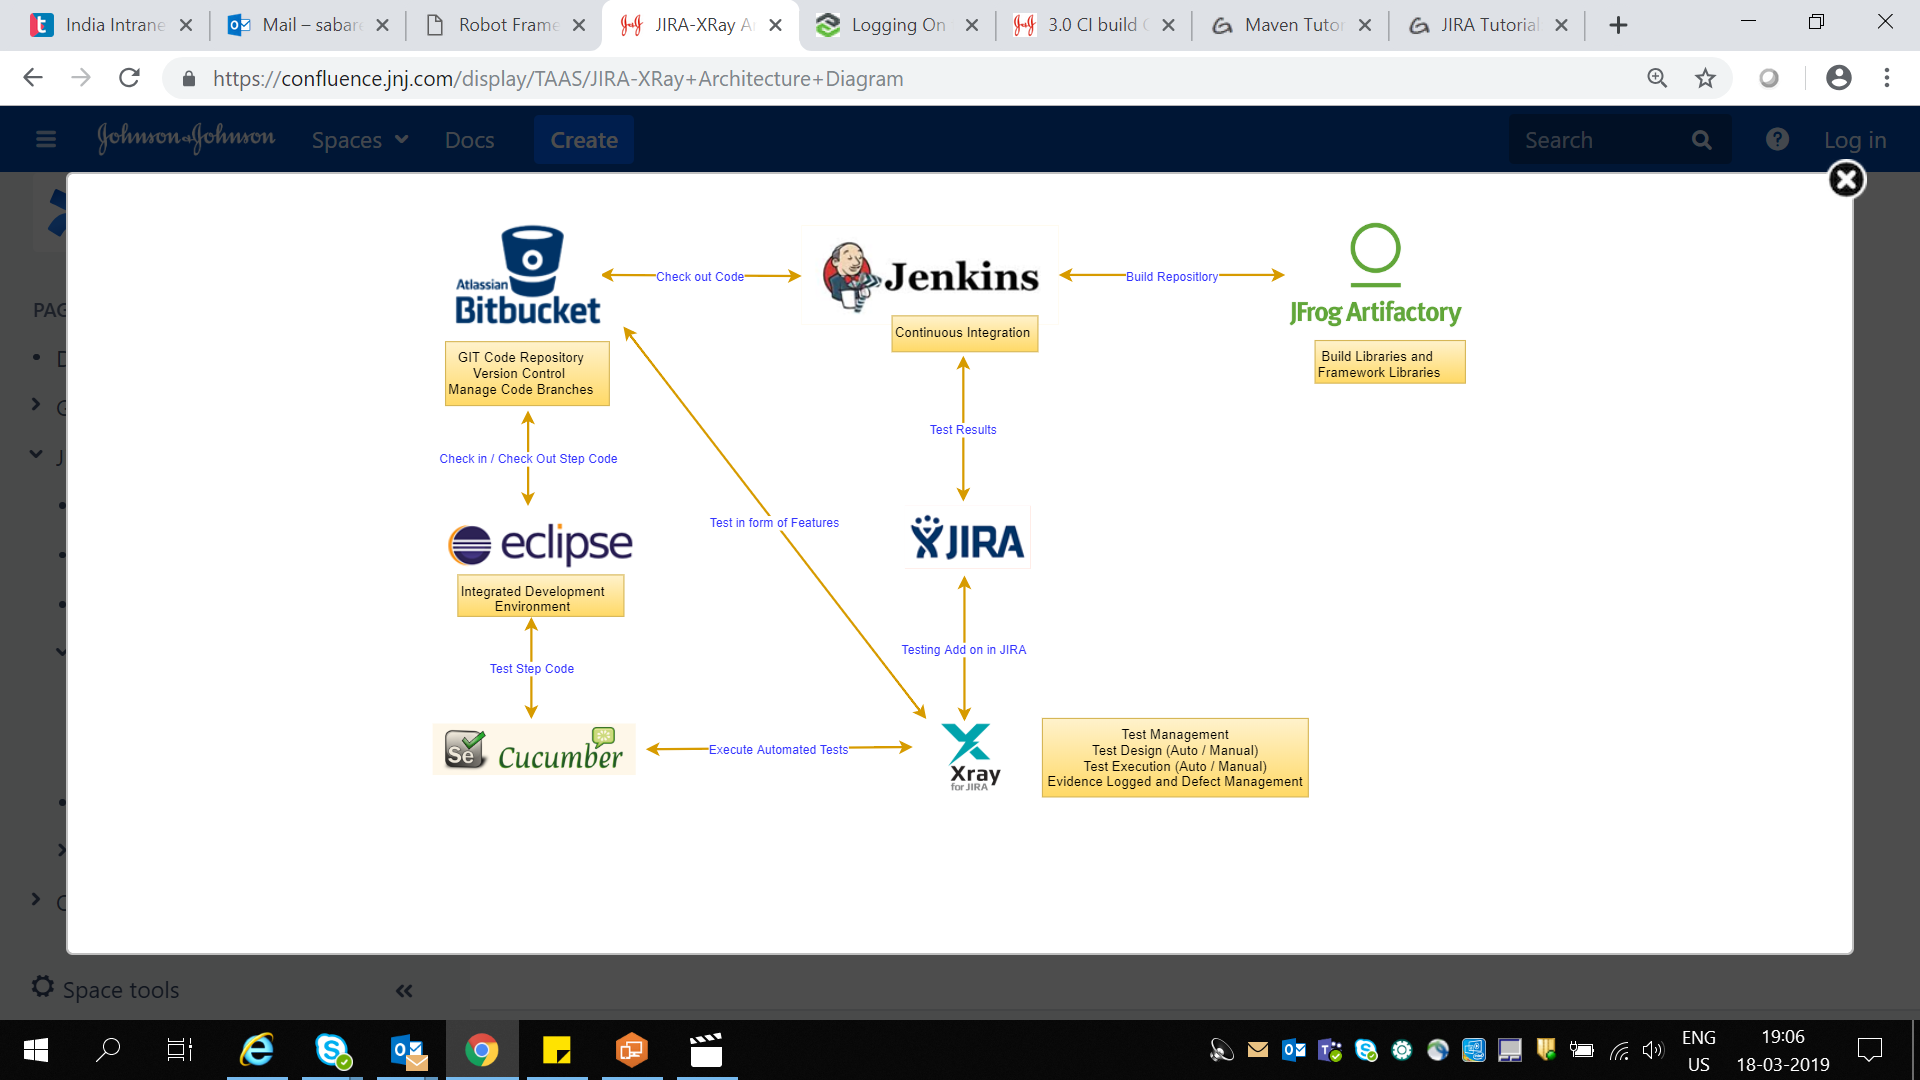 India Intrane
Mail – sabare
Robot Frame
JIRA-XRay A
Logging On
3.0 CI build
Maven Tutor
JIRA Tutorial
https://confluence.jnj.com/display/TAAS/JIRA-XRay+Architecture+Diagram
Johnson & Johnson
Spaces
Docs
Create
Search
Log in
Atlassian
Bitbucket
Check out Code
Jenkins
Build Repositlory
JFrog Artifactory
Continuous Integration
GIT Code Repository
Version Control
Manage Code Branches
Build Libraries and
Framework Libraries
Test Results
Check in / Check Out Step Code
Test in form of Features
eclipse
JIRA
Integrated Development
Environment
Testing Add on in JIRA
Test Step Code
Se
Cucumber
Execute Automated Tests
Xray
for JIRA
Test Management
Test Design (Auto / Manual)
Test Execution (Auto / Manual)
Evidence Logged and Defect Management
PAG
Space tools
ENG
US
19:06
18-03-2019